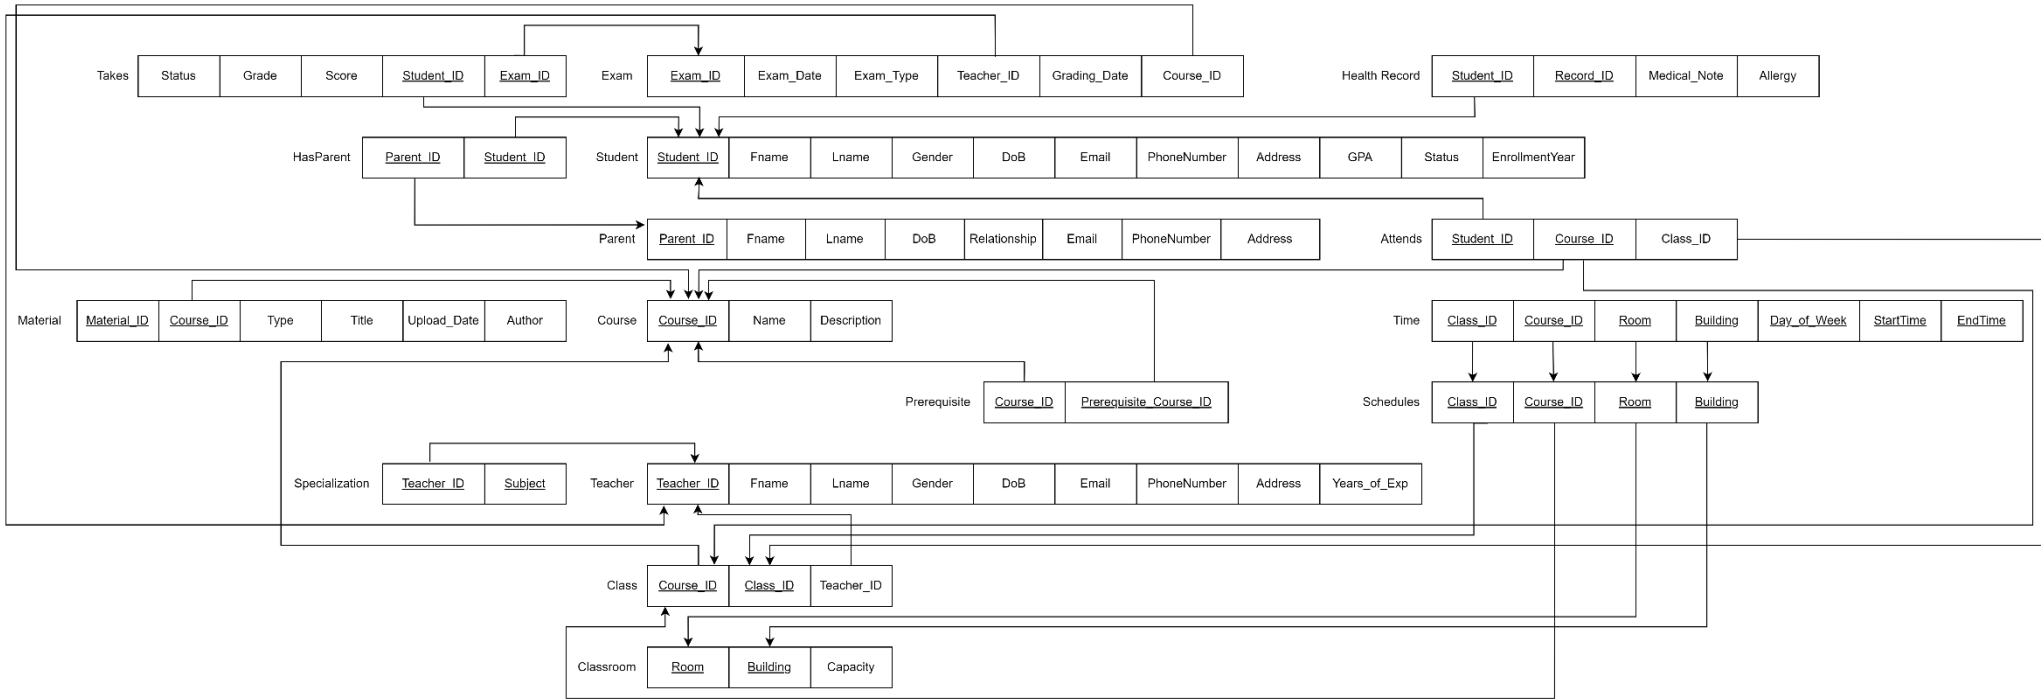 Takes Status Grade Score Student_ID Exam_ID Exam Exam_ID Exam_Date Exam_Type Teacher_ID Grading_Date Course_ID Health Record Student_ID Record_ID Medical_Note Allergy
HasParent Parent_ID Student_ID Student Student_ID Fname Lname Gender DoB Email PhoneNumber Address GPA Status EnrollmentYear
Parent Parent_ID Fname Lname DoB Relationship Email PhoneNumber Address Attends Student_ID Course_ID Class_ID
Material Material_ID Course_ID Type Title Upload_Date Author Course Course_ID Name Description Time Class_ID Course_ID Room Building Day_of_Week StartTime EndTime
Prerequisite Course_ID Prerequisite_Course_ID Schedules Class_ID Course_ID Room Building
Specialization Teacher_ID Subject Teacher Teacher_ID Fname Lname Gender DoB Email PhoneNumber Address Years_of_Exp
Class Course_ID Class_ID Teacher_ID
Classroom Room Building Capacity